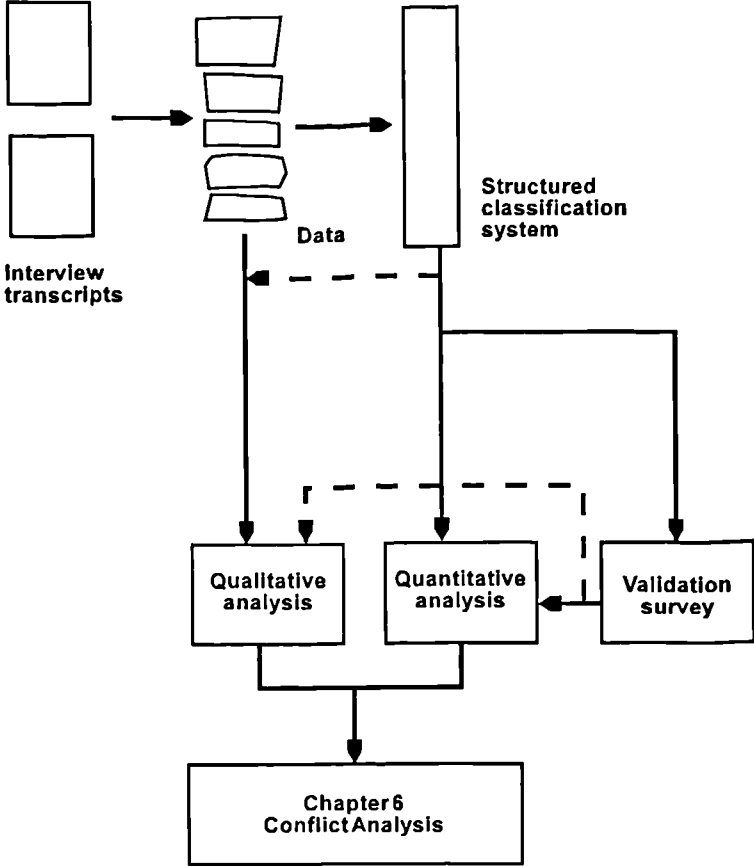 Structured
classification
system
Data
Interview
transcripts
Qualitative
analysis
Quantitative
analysis
Validation
survey
Chapter 6
Conflict Analysis